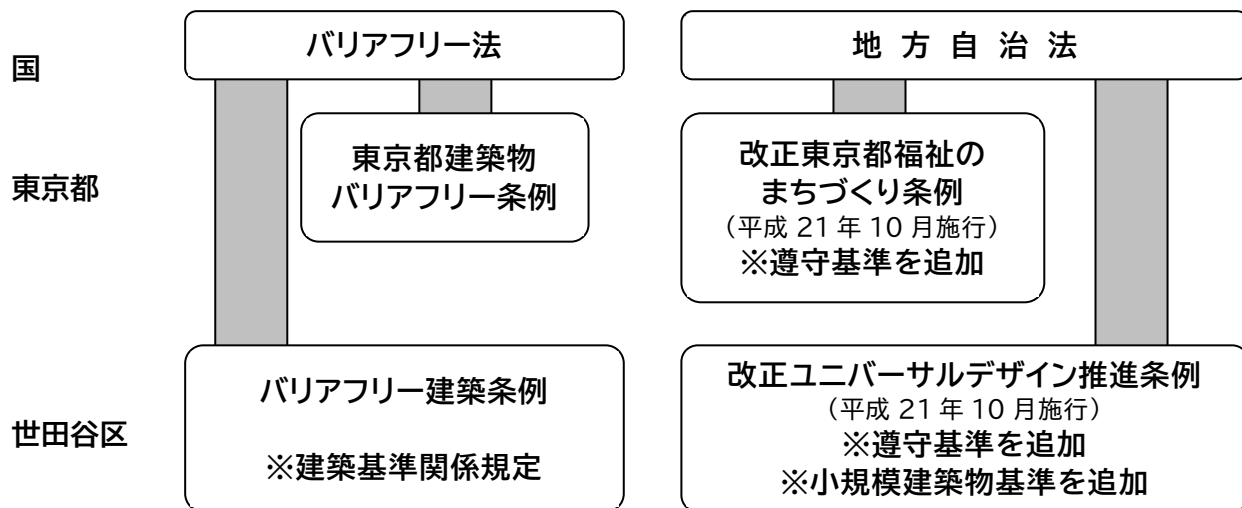 国
バリアフリー法
地方自治法
東京都
東京都建築物
バリアフリー条例
改正東京都福祉の
まちづくり条例
（平成 21 年 10 月施行）
※遵守基準を追加
世田谷区
バリアフリー建築条例
※建築基準関係規定
改正ユニバーサルデザイン推進条例
（平成 21 年 10 月施行）
※遵守基準を追加
※小規模建築物基準を追加